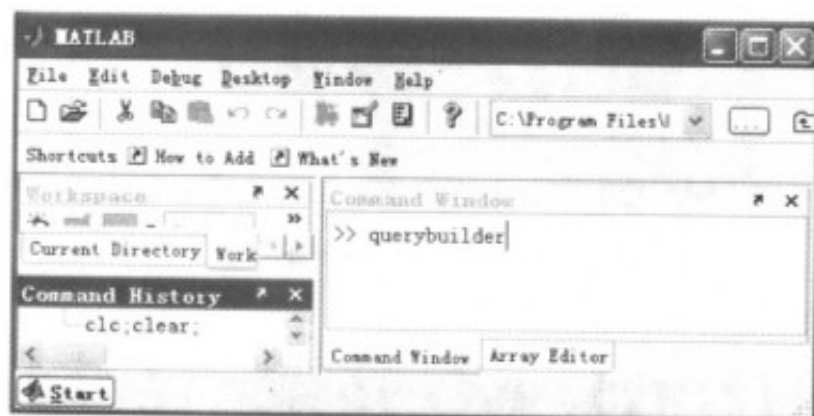 MATLAB
File Edit Debug Desktop Window Help
C:\Program Files\
...
Shortcuts How to Add What's New
Workspace
Current Directory Work
Command History
clc;clear;
Start
Command Window
>> querybuilder
Command Window Array Editor